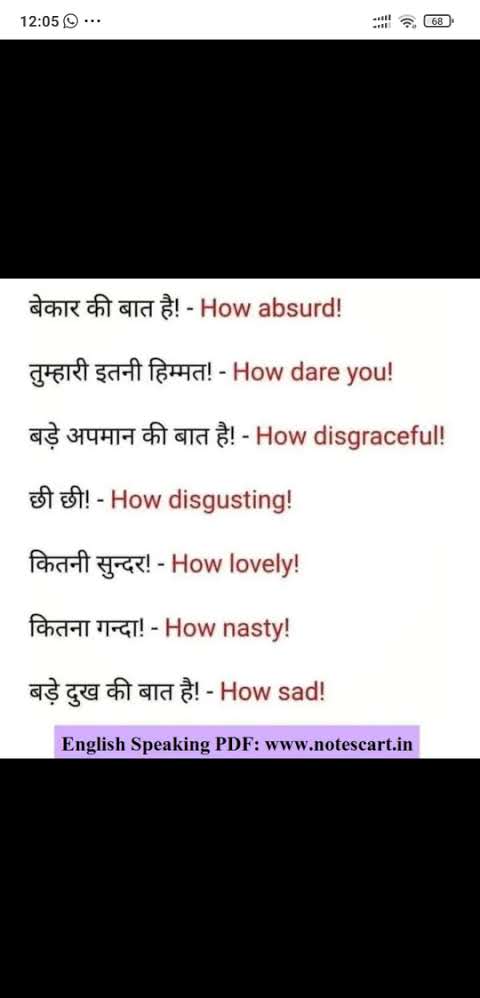 12:05
68
बेकार की बात है! - How absurd!
तुम्हारी इतनी हिम्मत! - How dare you!
बड़े अपमान की बात है! - How disgraceful!
छी छी! - How disgusting!
कितनी सुन्दर! - How lovely!
कितना गन्दा! - How nasty!
बड़े दुख की बात है! - How sad!
English Speaking PDF: www.notescart.in